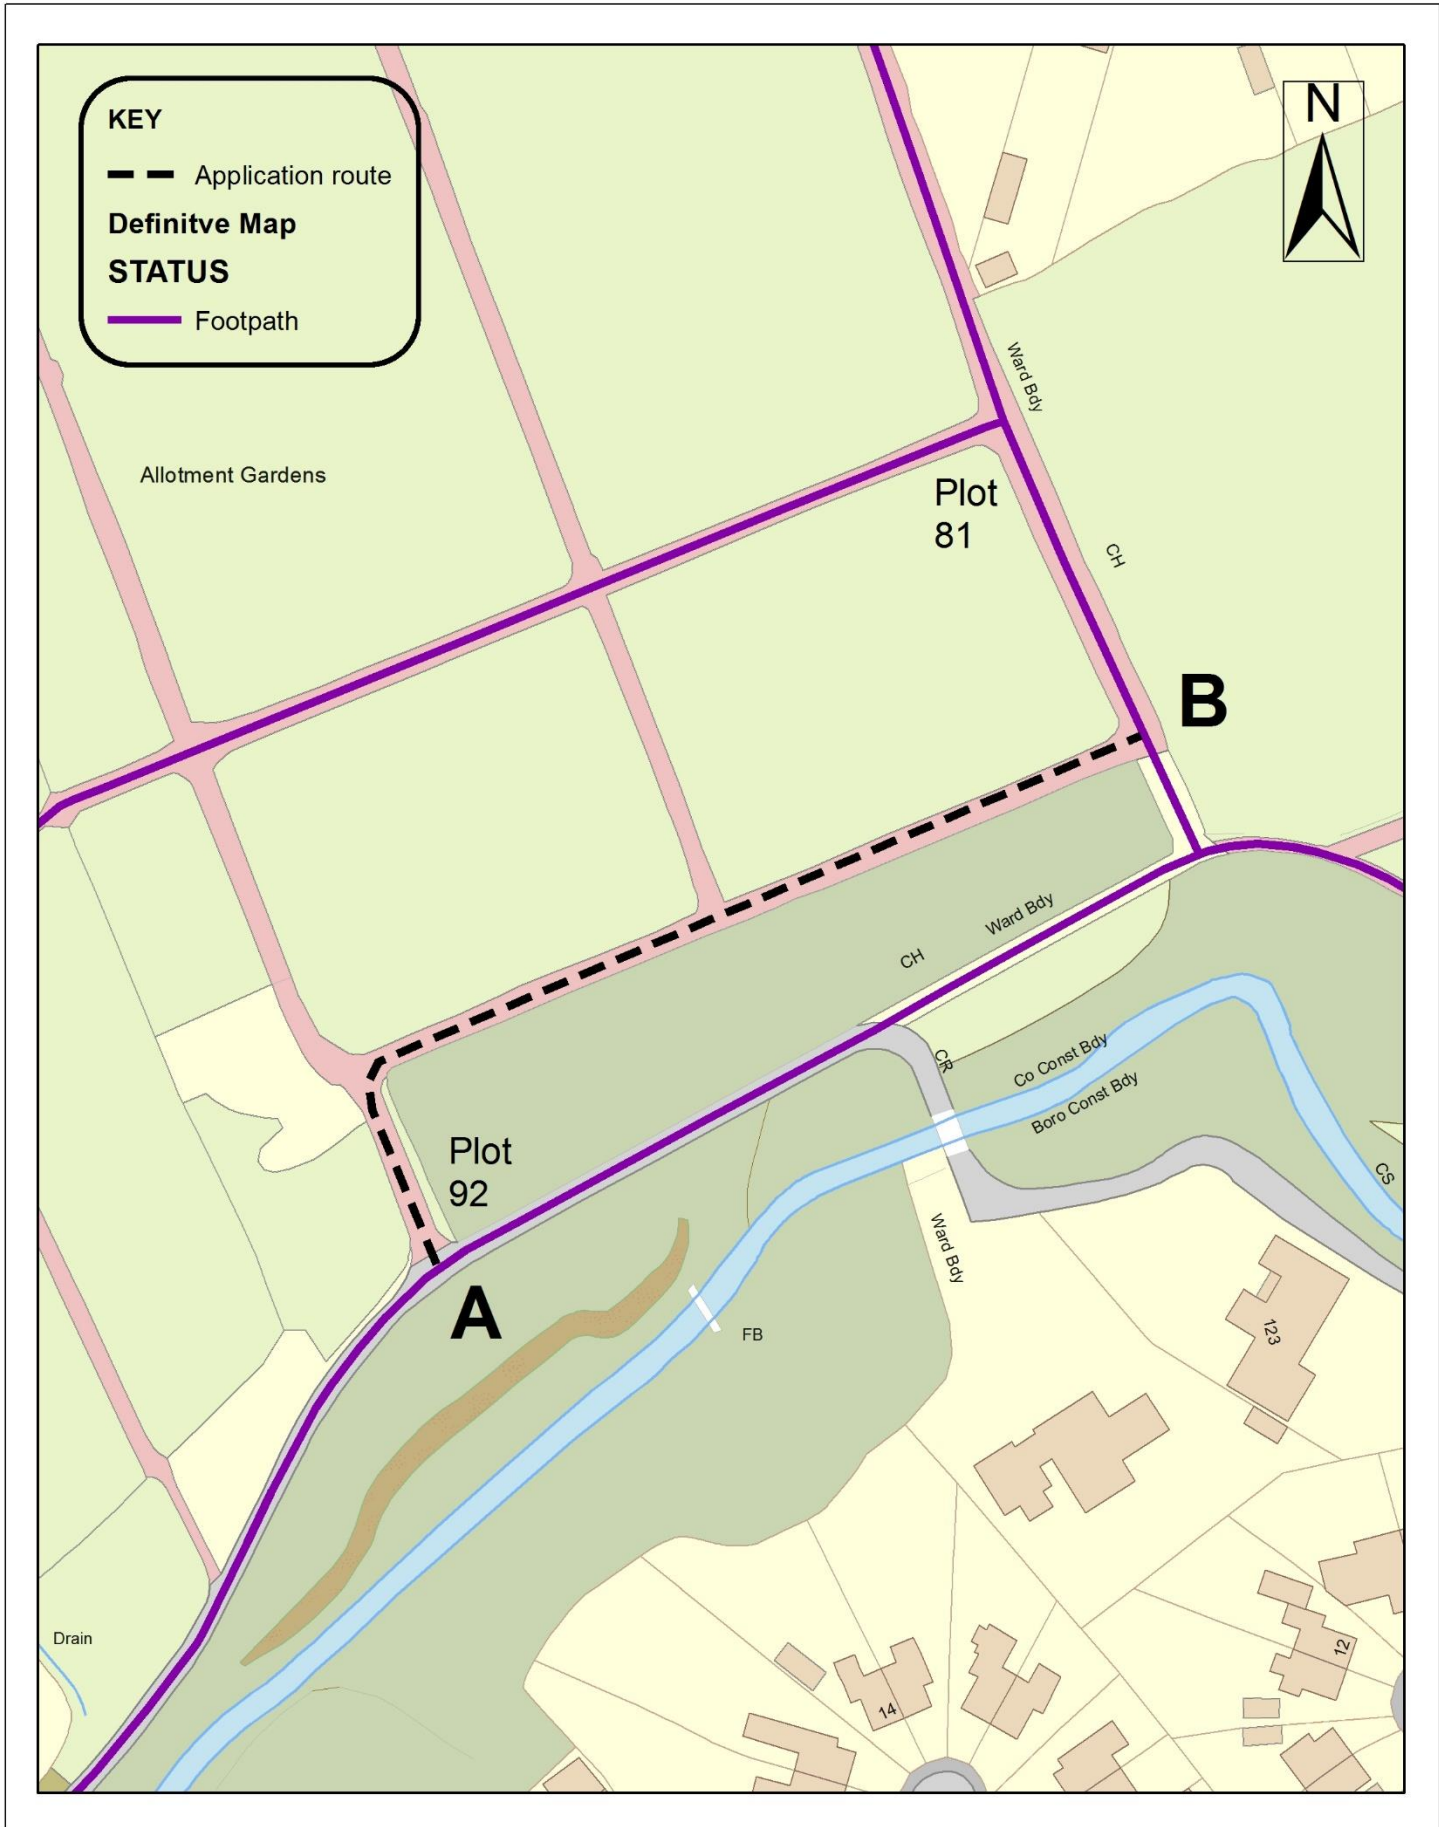 KEY
Application route
Definitve Map
STATUS
Footpath
N
Ward Bdy
Allotment Gardens
Plot
81
CH
B
Ward Bdy
CH
CR
Co Const Bdy
Boro Const Bdy
Plot
92
CS
Ward Bdy
A
FB
123
Drain
12
14